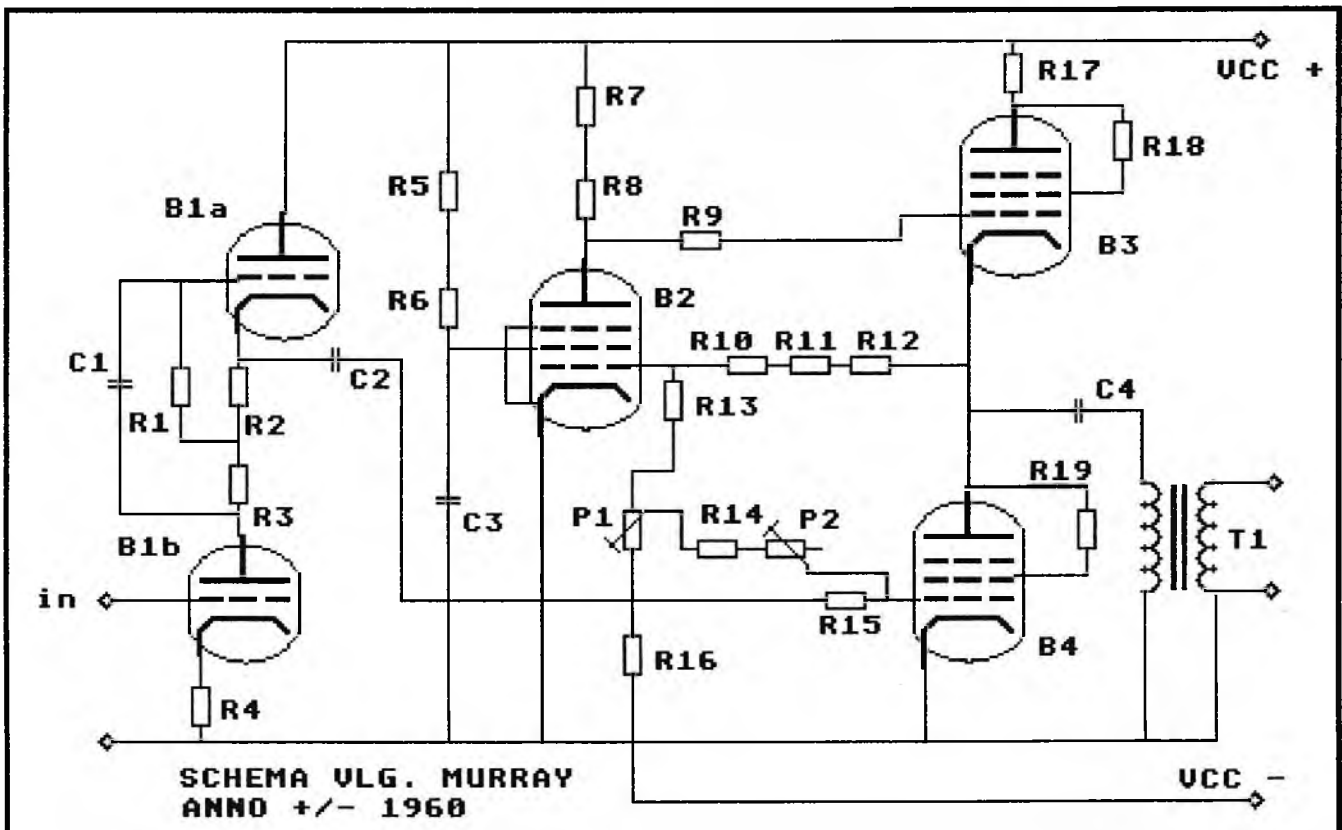 R17
VCC +
R7
R18
R5
R8
B1a
R9
B3
R6
B2
R10 R11 R12
C1
C2
C4
R13
R1
R2
R19
R3
C3
P1
R14
P2
T1
B1b
in
R15
R16
B4
R4
SCHEMA VLG. MURRAY
ANNO +/- 1960
VCC -